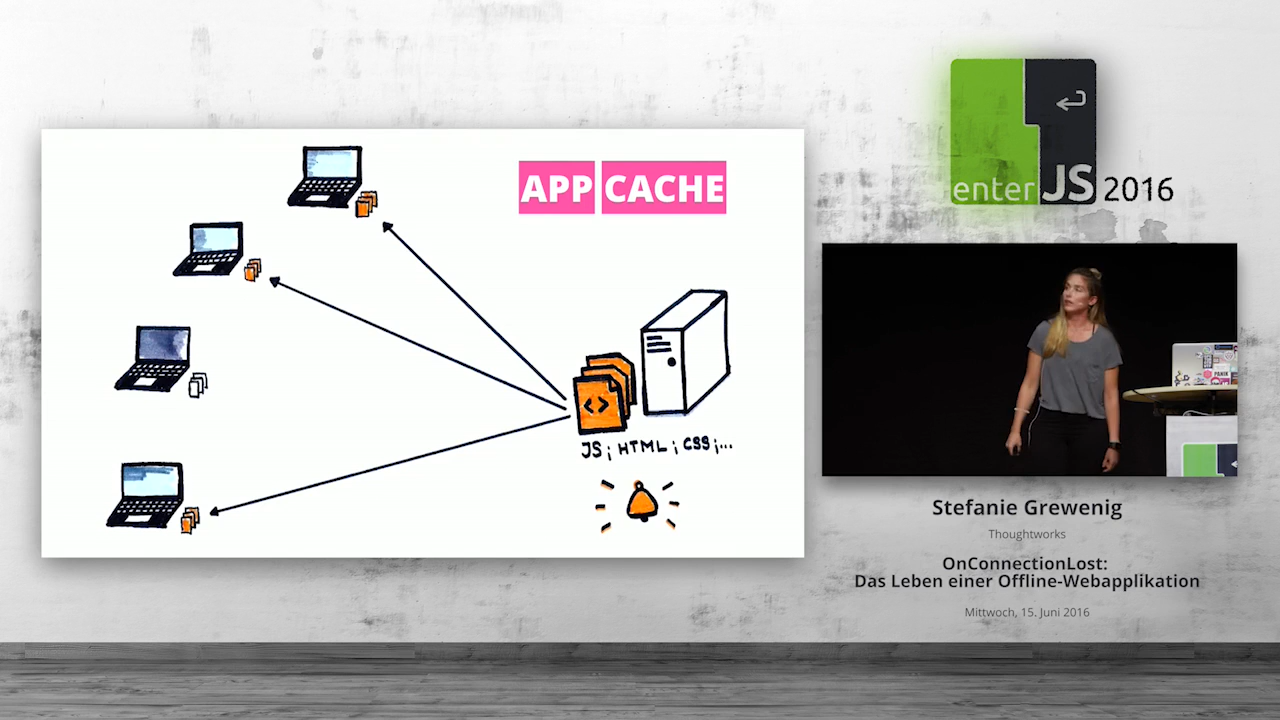 APP CACHE
<>
JS ; HTML ; CSS ; ...
enter JS 2016
PANIK
Stefanie Grewenig
Thoughtworks
OnConnectionLost:
Das Leben einer Offline-Webapplikation
Mittwoch, 15. Juni 2016